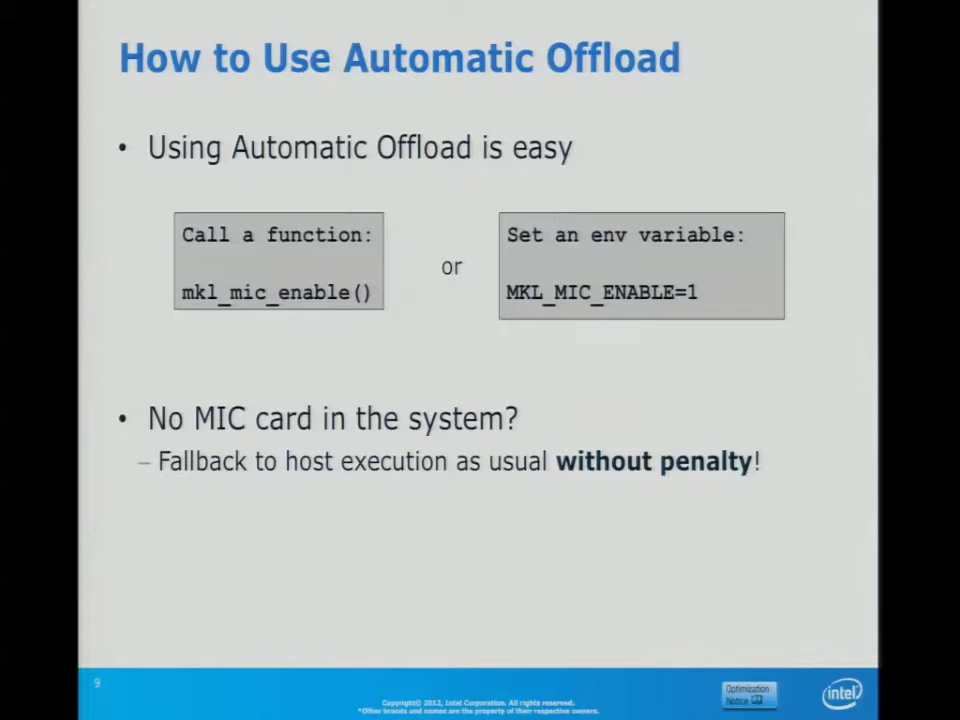 How to Use Automatic Offload
• Using Automatic Offload is easy
Call a function:
mkl_mic_enable()
or
Set an env variable:
MKL_MIC_ENABLE=1
• No MIC card in the system?
– Fallback to host execution as usual without penalty!
9
Copyright© 2012, Intel Corporation. All rights reserved.
*Other brands and names are the property of their respective owners.
Optimization
Notice
intel